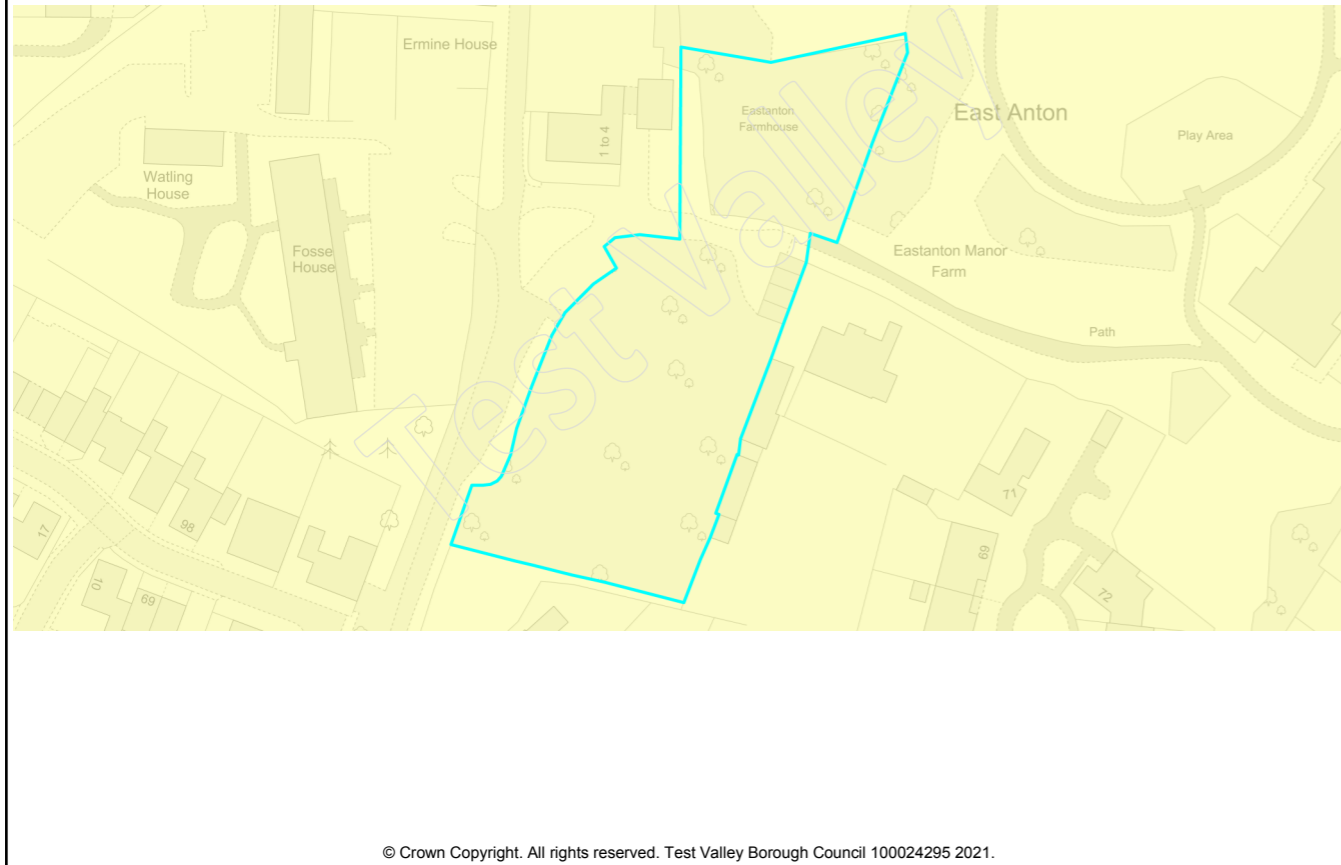 Ermine House
Eastanton
Farmhouse
East Anton
Play Area
1 to 4
Watling
House
Fosse
House
Eastanton Manor
Farm
Path
Test Valley
17
98
10
69
71
69
72
© Crown Copyright. All rights reserved. Test Valley Borough Council 100024295 2021.